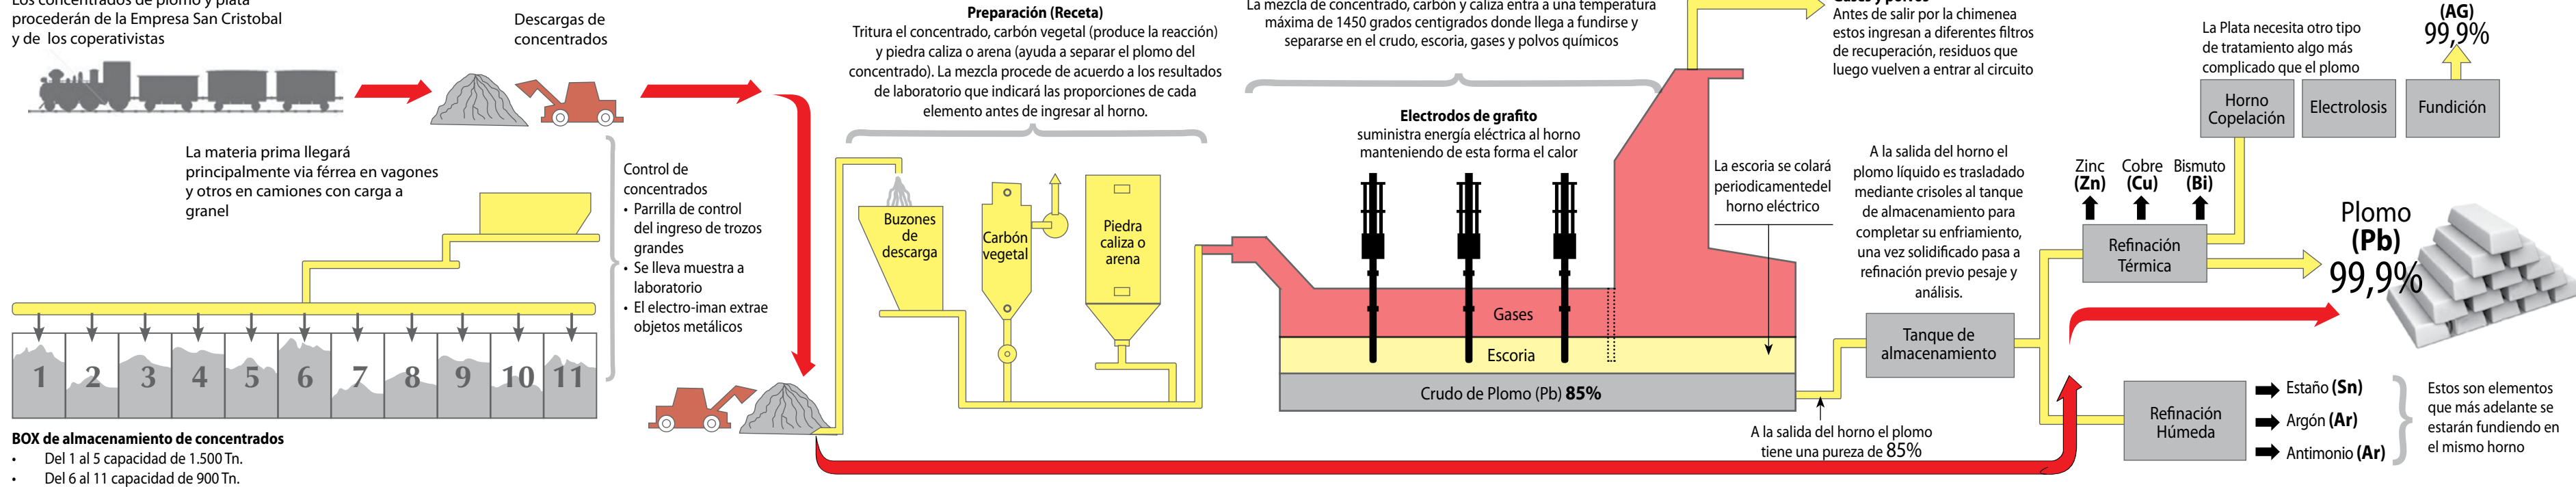 Los concentrados de plomo y plata
procederán de la Empresa San Cristobal
y de los coperativistas
Descargas de
concentrados
La materia prima llegará
principalmente via férrea en vagones
y otros en camiones con carga a
granel
Control de
concentrados
• Parrilla de control
del ingreso de trozos
grandes
• Se lleva muestra a
laboratorio
• El electro-iman extrae
objetos metálicos
1 2 3 4 5 6 7 8 9 10 11
BOX de almacenamiento de concentrados
• Del 1 al 5 capacidad de 1.500 Tn.
• Del 6 al 11 capacidad de 900 Tn.
Preparación (Receta)
Tritura el concentrado, carbón vegetal (produce la reacción)
y piedra caliza o arena (ayuda a separar el plomo del
concentrado). La mezcla procede de acuerdo a los resultados
de laboratorio que indicará las proporciones de cada
elemento antes de ingresar al horno.
Buzones
de
descarga
Carbón
vegetal
Piedra
caliza o
arena
La mezcla de concentrado, carbón y caliza entra a una temperatura
máxima de 1450 grados centigrados donde llega a fundirse y
separarse en el crudo, escoria, gases y polvos químicos
Electrodos de grafito
suministra energía eléctrica al horno
manteniendo de esta forma el calor
Gases
Escoria
Crudo de Plomo (Pb) 85%
La escoria se colará
periodicamentedel
horno eléctrico
Gases y polvos
Antes de salir por la chimenea
estos ingresan a diferentes filtros
de recuperación, residuos que
luego vuelven a entrar al circuito
A la salida del horno el
plomo líquido es trasladado
mediante crisoles al tanque
de almacenamiento para
completar su enfriamiento,
una vez solidificado pasa a
refinación previo pesaje y
análisis.
Tanque de
almacenamiento
A la salida del horno el plomo
tiene una pureza de 85%
La Plata necesita otro tipo
de tratamiento algo más
complicado que el plomo
(AG)
99,9%
Horno
Copelación
Electrolosis
Fundición
Zinc
(Zn)
Cobre
(Cu)
Bismuto
(Bi)
Refinación
Térmica
Plomo
(Pb)
99,9%
Refinación
Húmeda
Estaño (Sn)
Argón (Ar)
Antimonio (Ar)
Estos son elementos
que más adelante se
estarán fundiendo en
el mismo horno